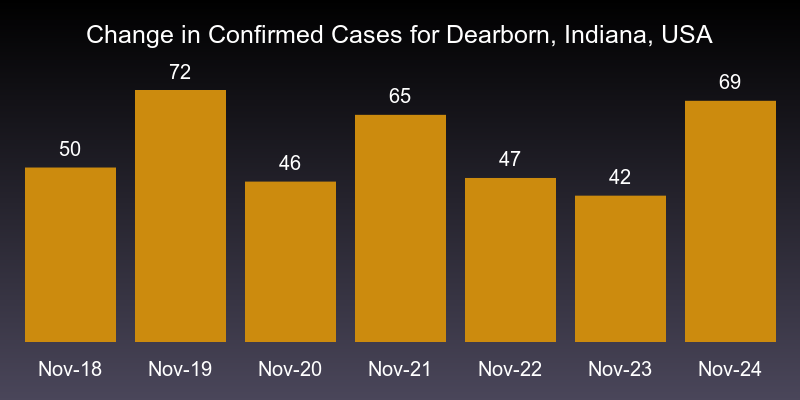 Change in Confirmed Cases for Dearborn, Indiana, USA
50
72
46
65
47
42
69
Nov-18
Nov-19
Nov-20
Nov-21
Nov-22
Nov-23
Nov-24